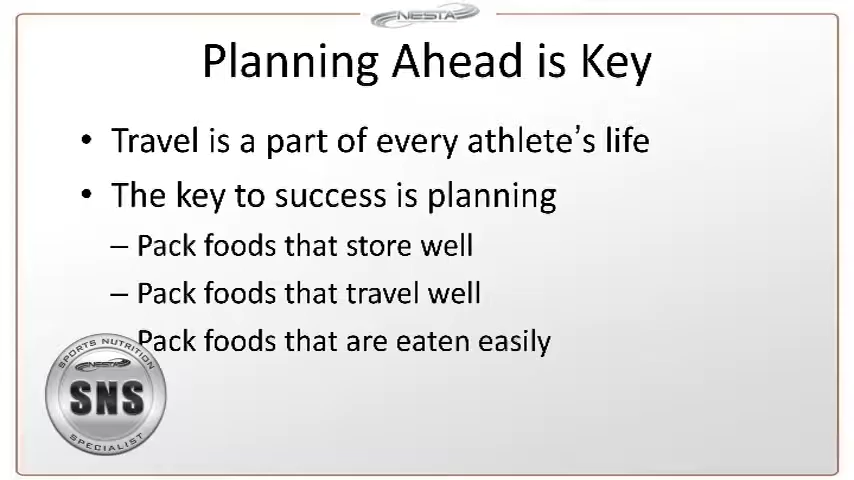 NESTA
Planning Ahead is Key
• Travel is a part of every athlete’s life
• The key to success is planning
– Pack foods that store well
– Pack foods that travel well
Pack foods that are eaten easily
SPORTS NUTRITION
NESTA
SNS
SPECIALIST